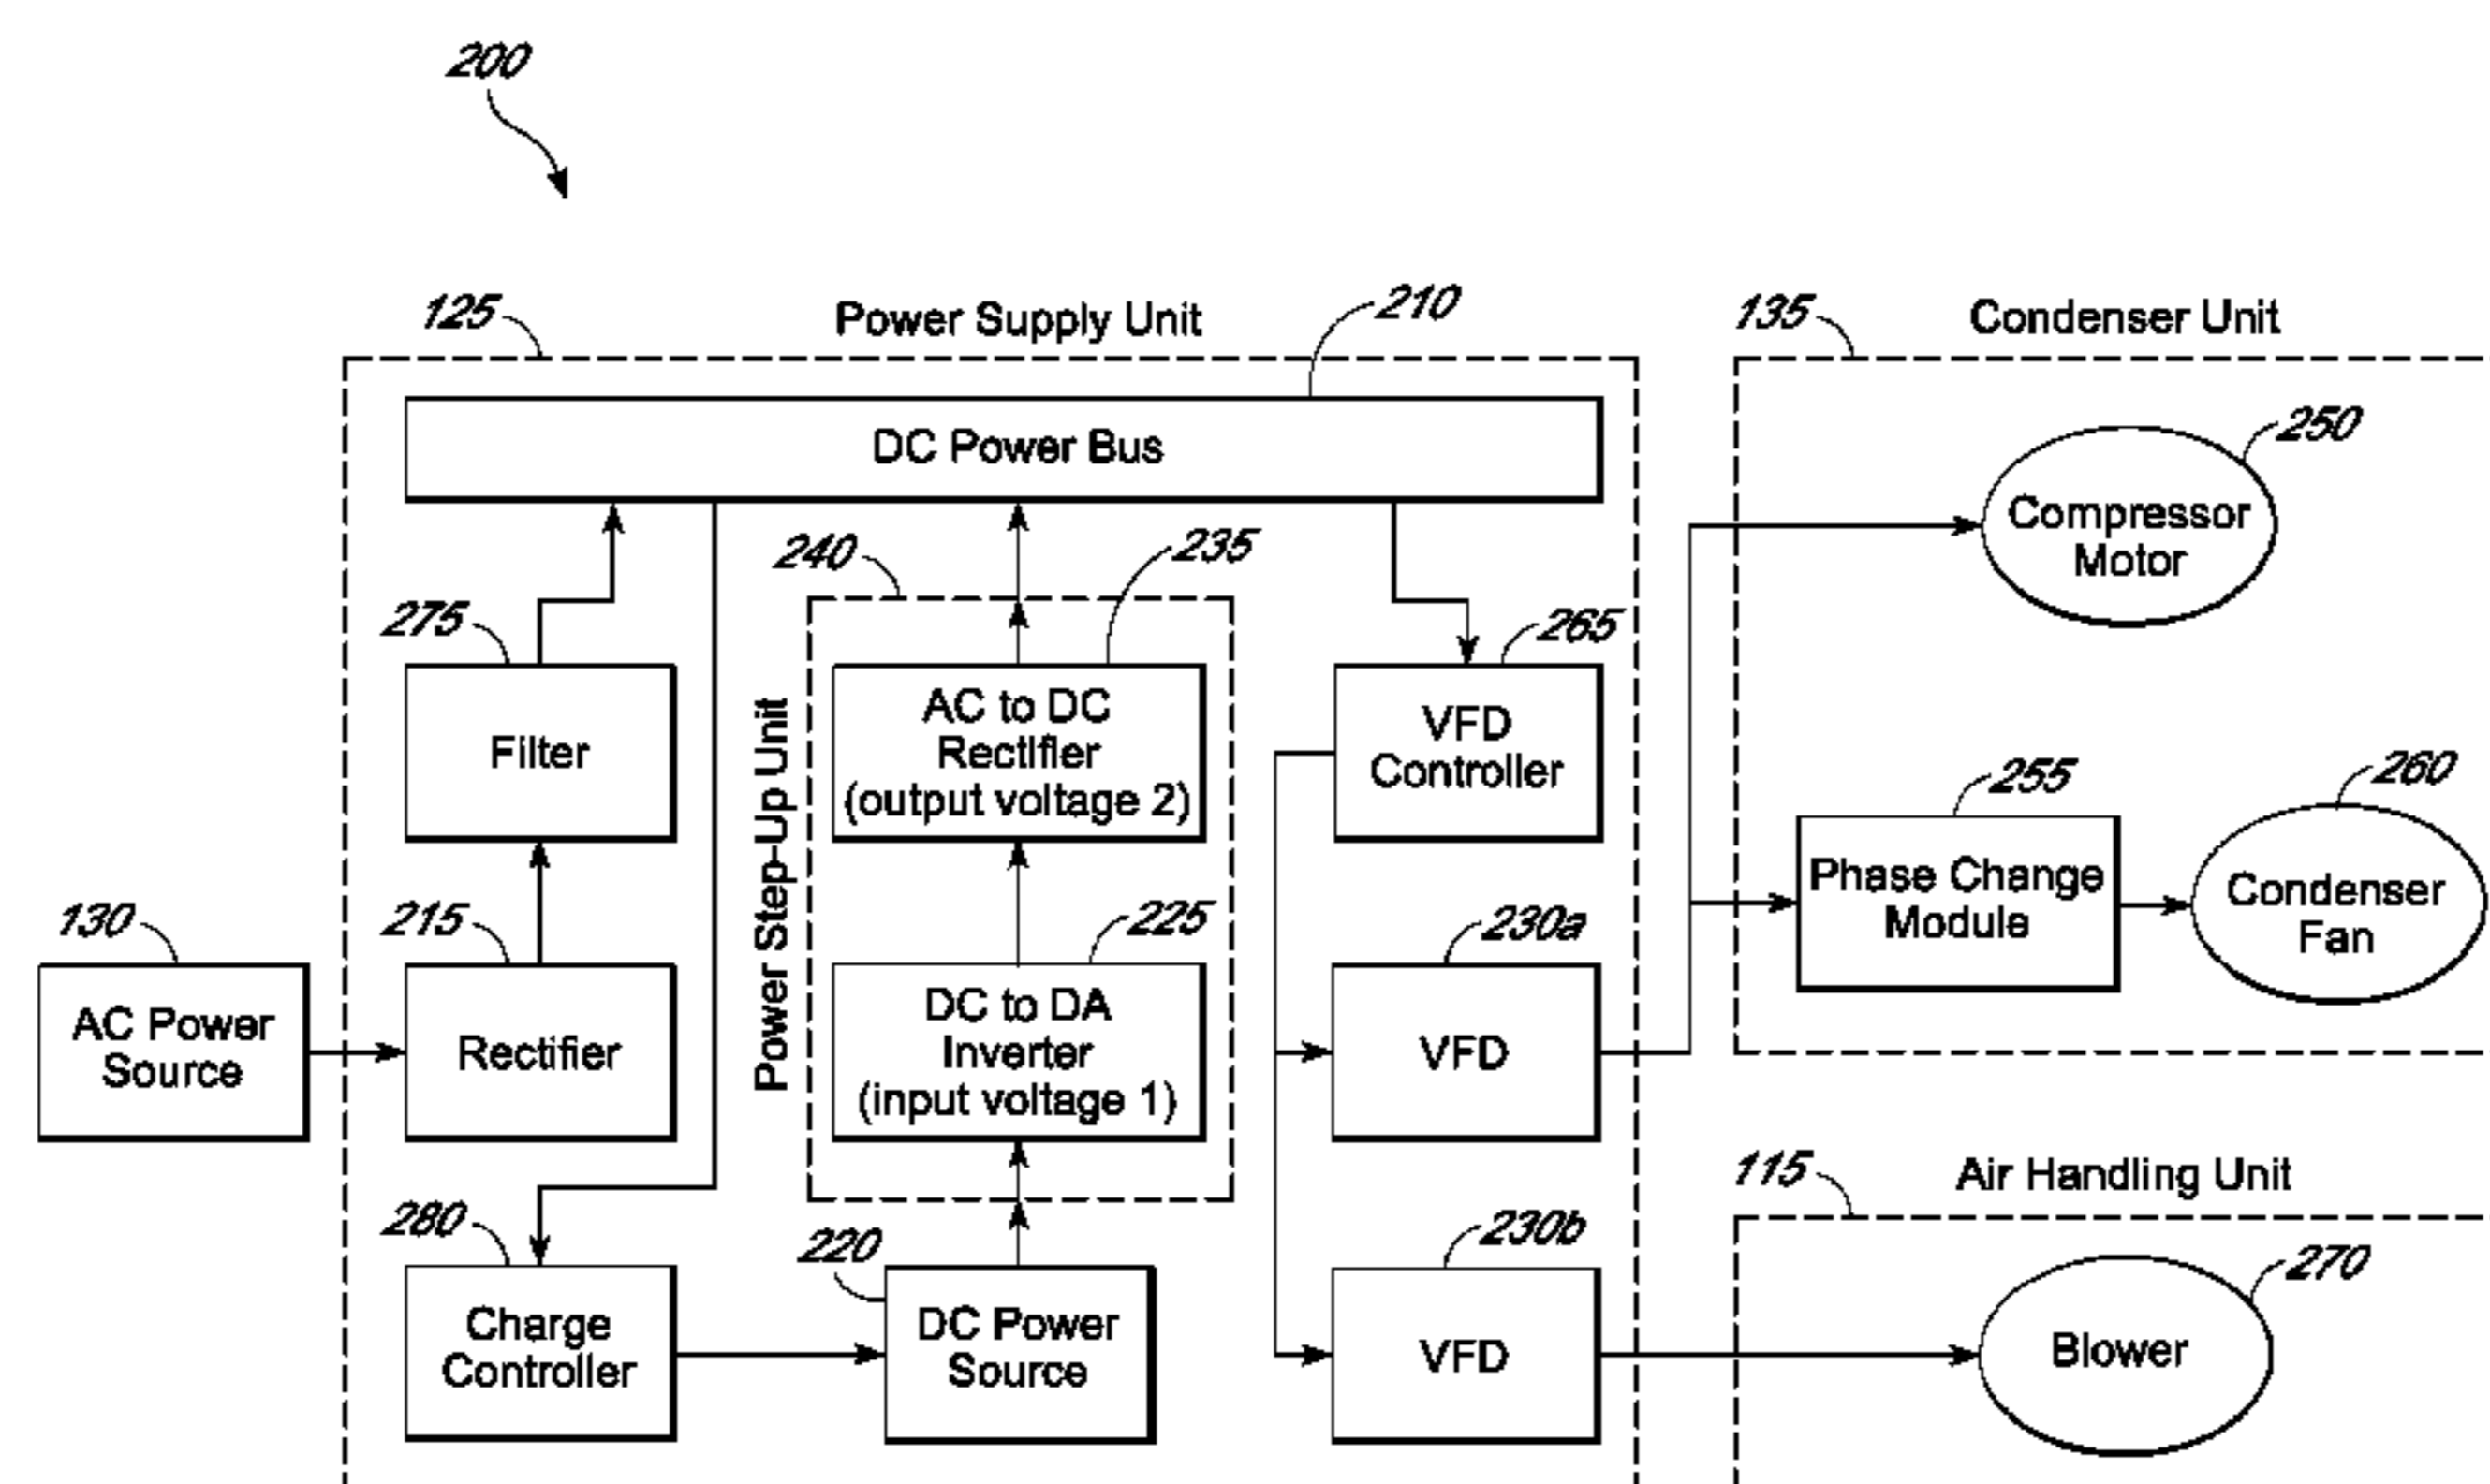 200
125
Power Supply Unit
210
135
Condenser Unit
DC Power Bus
250
Compressor
Motor
240
235
275
265
Filter
Power Step-Up Unit
AC to DC
Rectifier
(output voltage 2)
VFD
Controller
255
260
Phase Change
Module
Condenser
Fan
130
215
225
230a
AC Power
Source
Rectifier
DC to DA
Inverter
(input voltage 1)
VFD
115
Air Handling Unit
280
220
230b
270
Charge
Controller
DC Power
Source
VFD
Blower